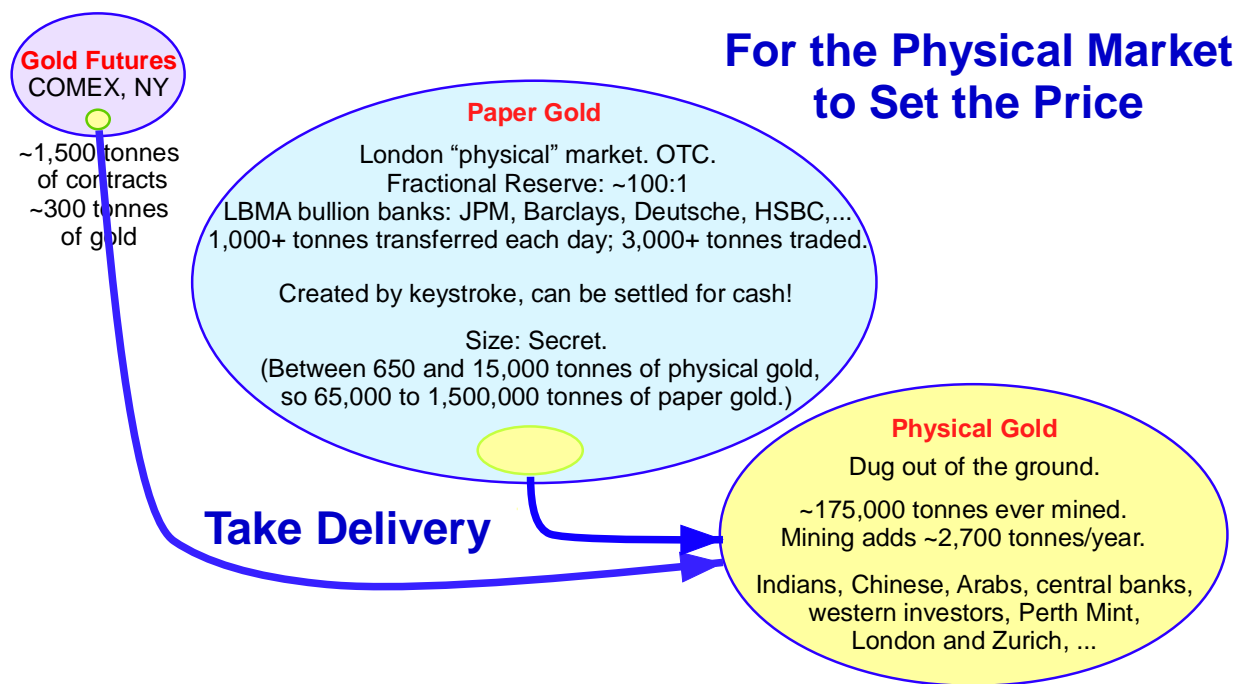 For the Physical Market
to Set the Price
Gold Futures
COMEX, NY
~1,500 tonnes
of contracts
~300 tonnes
of gold
Paper Gold
London “physical” market. OTC.
Fractional Reserve: ~100:1
LBMA bullion banks: JPM, Barclays, Deutsche, HSBC,...
1,000+ tonnes transferred each day; 3,000+ tonnes traded.
Created by keystroke, can be settled for cash!
Size: Secret.
(Between 650 and 15,000 tonnes of physical gold,
so 65,000 to 1,500,000 tonnes of paper gold.)
Take Delivery
Physical Gold
Dug out of the ground.
~175,000 tonnes ever mined.
Mining adds ~2,700 tonnes/year.
Indians, Chinese, Arabs, central banks,
western investors, Perth Mint,
London and Zurich, ...